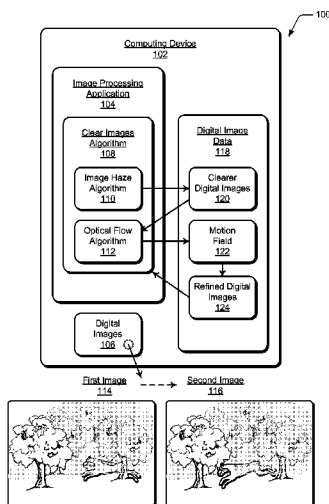 100
Computing Device
102
Image Processing
Application
104
Clear Images
Algorithm
108
Image Haze
Algorithm
110
Optical Flow
Algorithm
112
Digital Image
Data
118
Clearer
Digital Images
120
Motion
Field
122
Refined Digital
Images
124
Digital
Images
106
First Image
114
Second Image
116